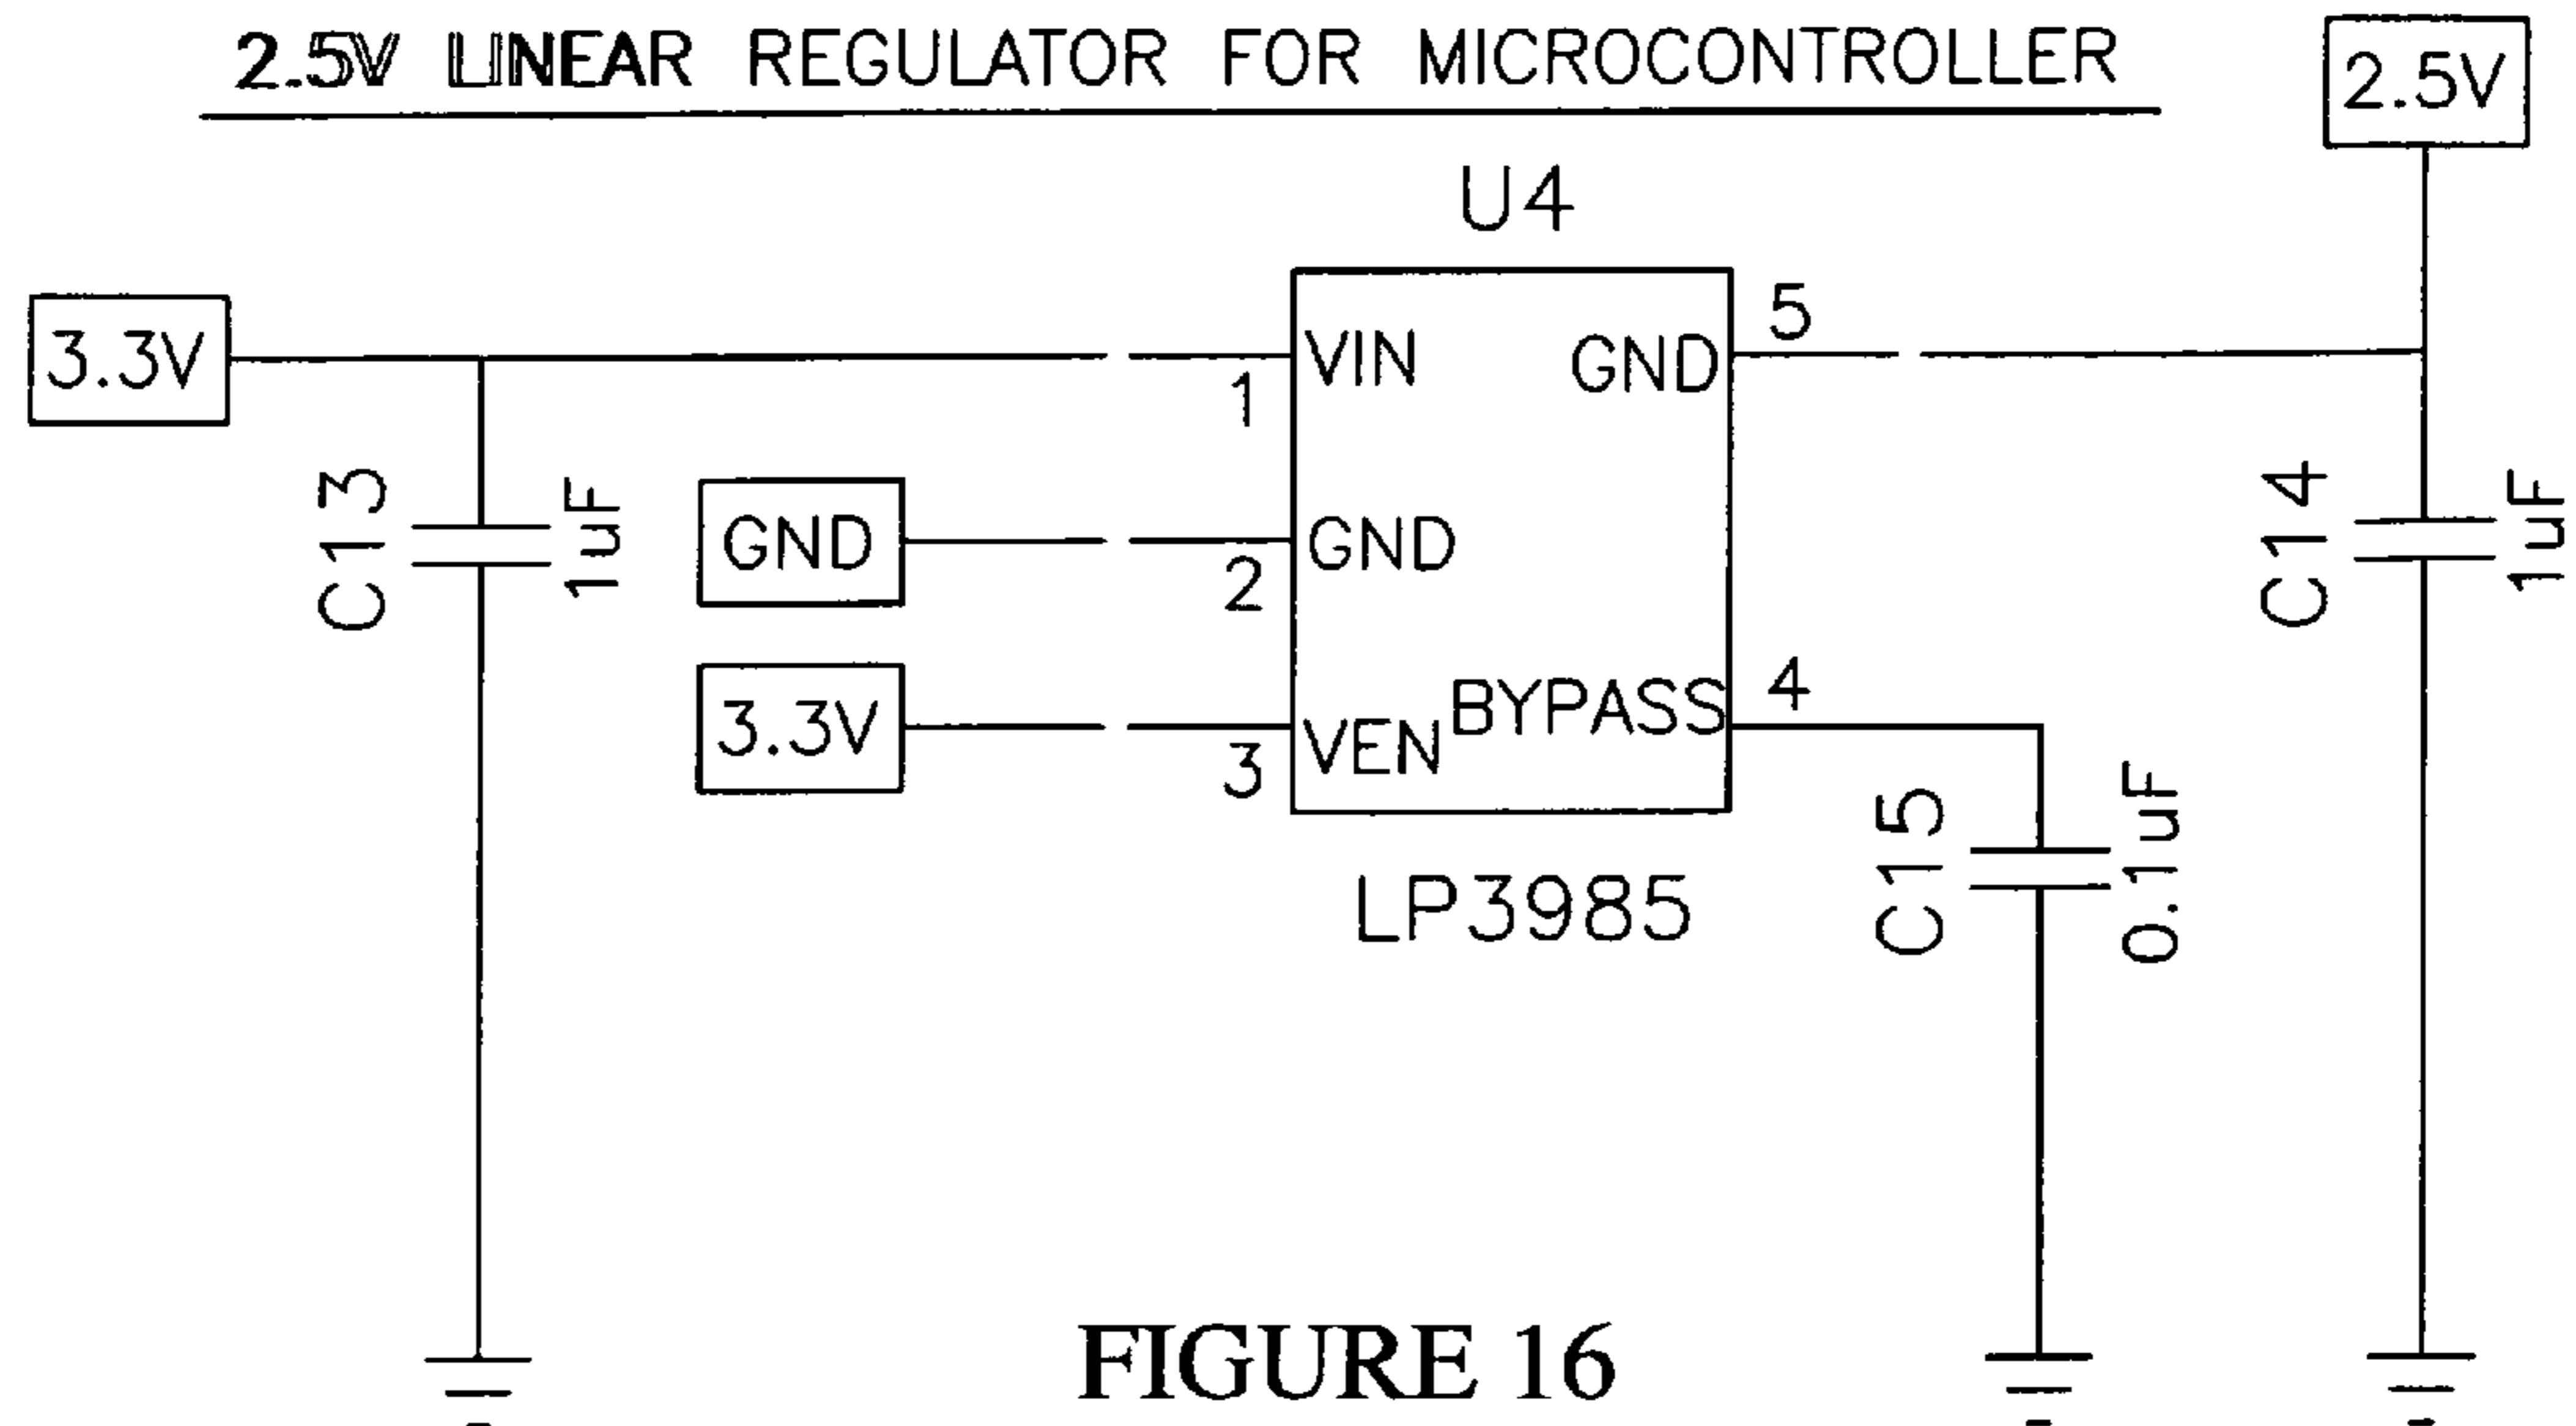 2.5V LINEAR REGULATOR FOR MICROCONTROLLER
2.5V
U4
3.3V
VIN
GND
5
1
C13
1uF
GND
GND
2
C14
1uF
3.3V
VEN
BYPASS
4
3
LP3985
C15
0.1uF
FIGURE 16